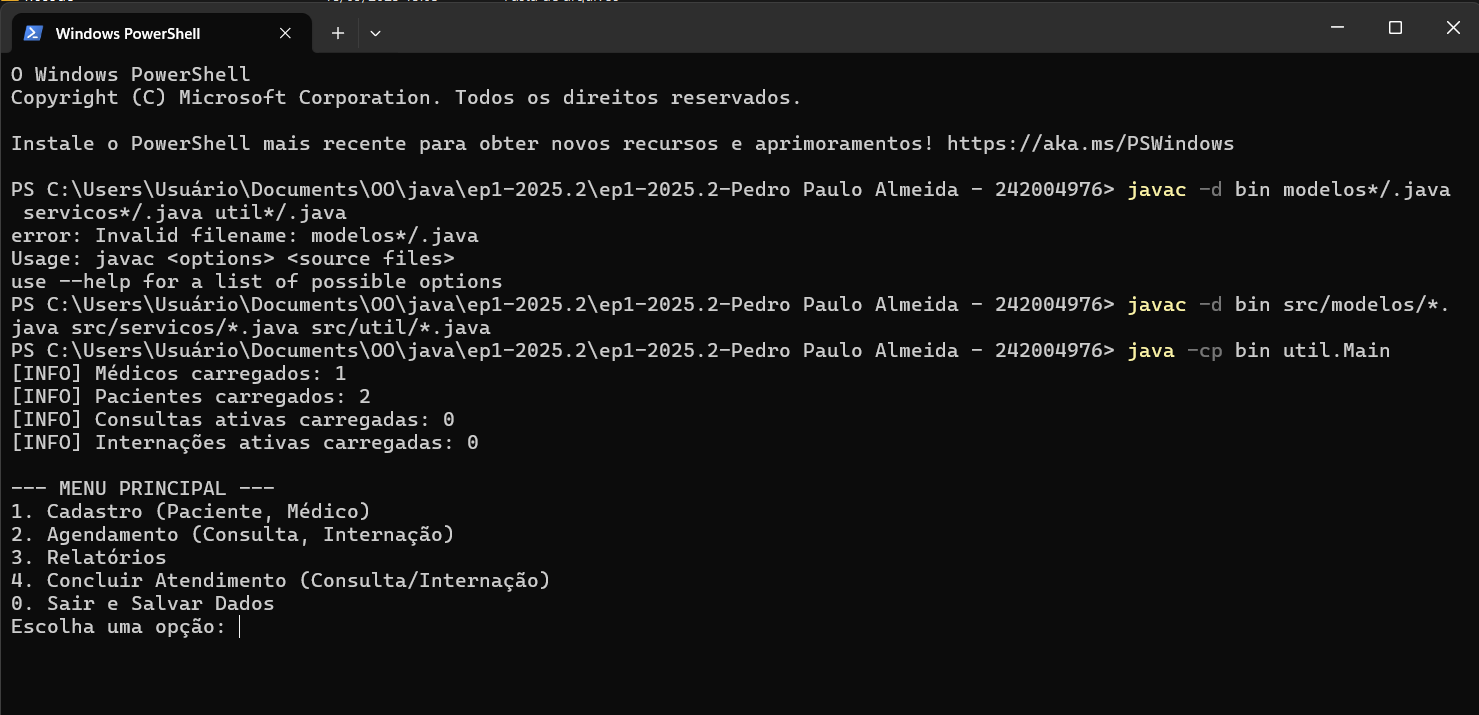 Windows PowerShell
O Windows PowerShell
Copyright (C) Microsoft Corporation. Todos os direitos reservados.
Instale o PowerShell mais recente para obter novos recursos e aprimoramentos! https://aka.ms/PSWindows
PS C:\Users\Usuário\Documents\OO\java\ep1-2025.2\ep1-2025.2-Pedro Paulo Almeida - 242004976> javac -d bin modelos*/.java
servicos*/.java util*/.java
error: Invalid filename: modelos*/.java
Usage: javac <options> <source files>
use --help for a list of possible options
PS C:\Users\Usuário\Documents\OO\java\ep1-2025.2\ep1-2025.2-Pedro Paulo Almeida - 242004976> javac -d bin src/modelos/*.
java src/servicos/*.java src/util/*.java
PS C:\Users\Usuário\Documents\OO\java\ep1-2025.2\ep1-2025.2-Pedro Paulo Almeida - 242004976> java -cp bin util.Main
[INFO] Médicos carregados: 1
[INFO] Pacientes carregados: 2
[INFO] Consultas ativas carregadas: 0
[INFO] Internações ativas carregadas: 0
--- MENU PRINCIPAL ---
1. Cadastro (Paciente, Médico)
2. Agendamento (Consulta, Internação)
3. Relatórios
4. Concluir Atendimento (Consulta/Internação)
0. Sair e Salvar Dados
Escolha uma opção: